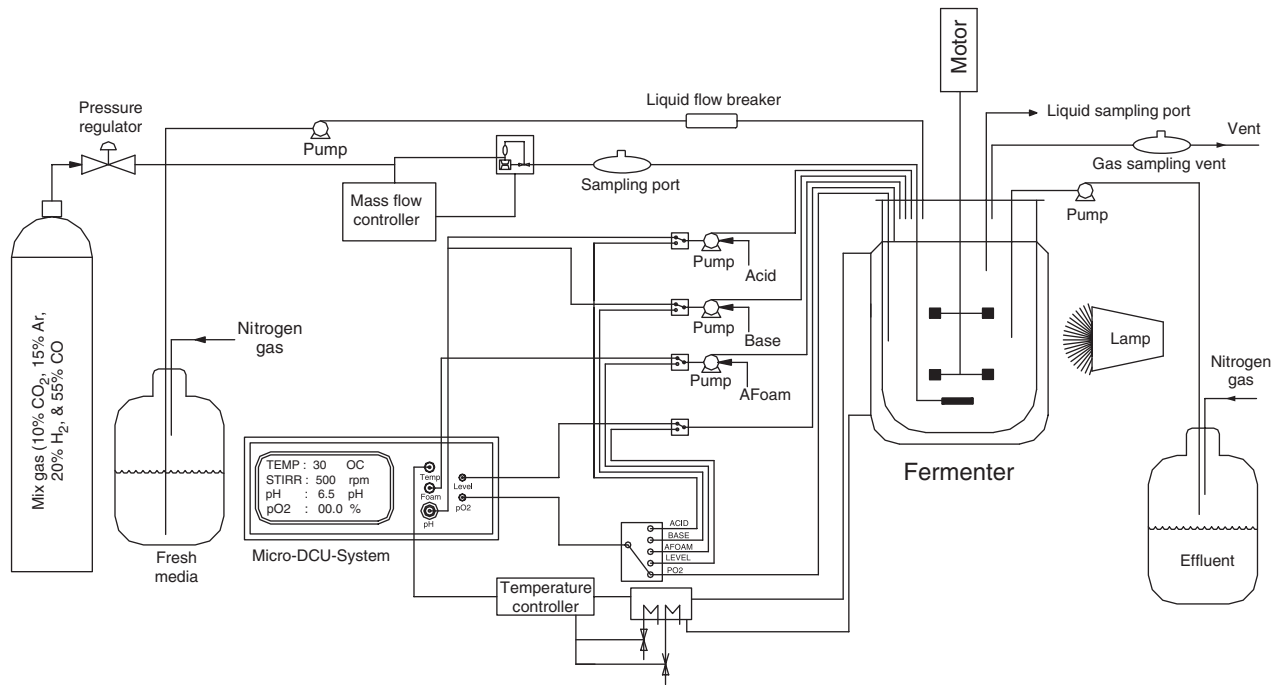 Motor
Pressure
regulator
Liquid flow breaker
Liquid sampling port
Vent
Pump
Gas sampling vent
Sampling port
Mass flow
controller
Pump
Pump
Acid
Mix gas (10% CO2, 15% Ar,
20% H2, & 55% CO
Nitrogen
gas
Pump
Base
Lamp
Pump
AFoam
Nitrogen
gas
Fermenter
TEMP : 30 OC
STIRR : 500 rpm
pH : 6.5 pH
pO2 : 00.0 %
Temp
Foam
pH
Level
pO2
ACID
BASE
AFOAM
LEVEL
PO2
Micro-DCU-System
Fresh
media
Effluent
Temperature
controller